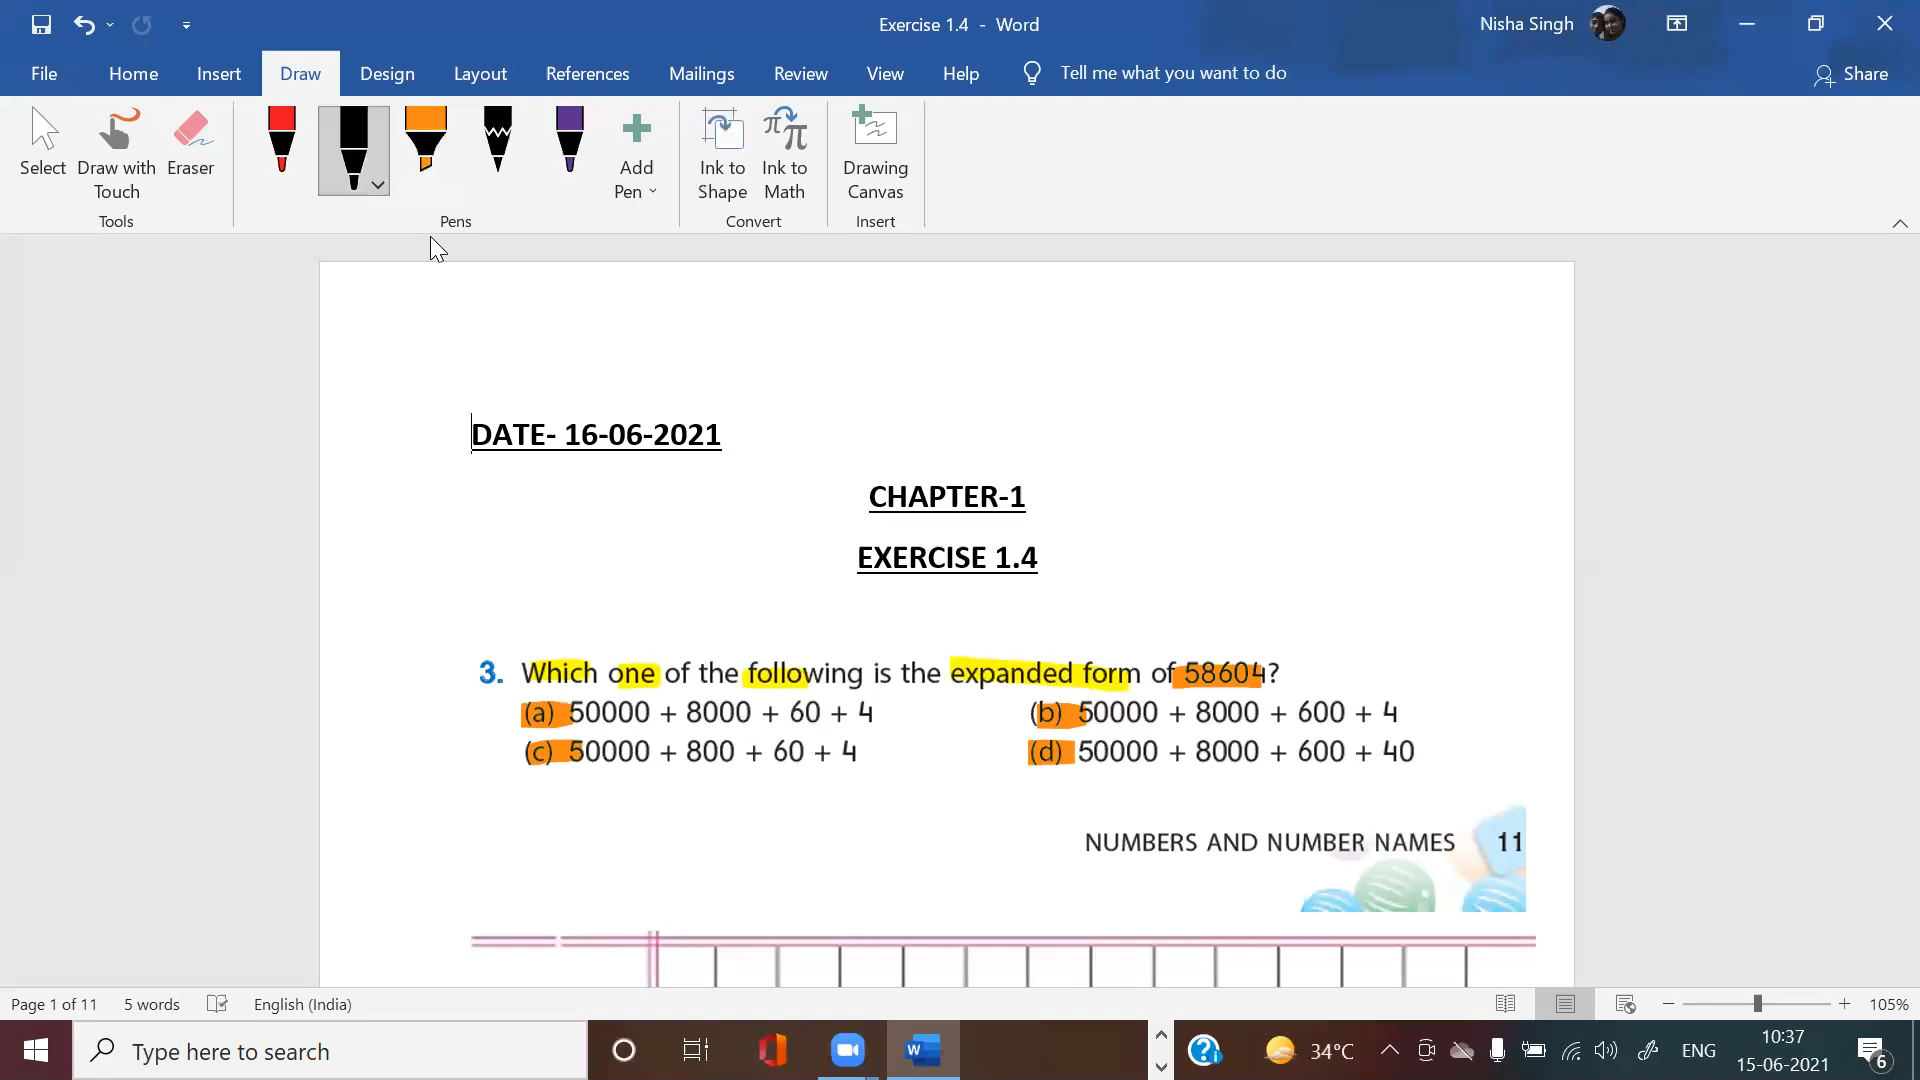 Exercise 1.4 - Word
Nisha Singh
File Home Insert Draw Design Layout References Mailings Review View Help Tell me what you want to do Share
Select Draw with Touch Eraser Add Pen Ink to Shape Ink to Math Drawing Canvas
Tools Pens Convert Insert
DATE- 16-06-2021
CHAPTER-1
EXERCISE 1.4
3. Which one of the following is the expanded form of 58604?
(a) 50000 + 8000 + 60 + 4 (b) 50000 + 8000 + 600 + 4
(c) 50000 + 800 + 60 + 4 (d) 50000 + 8000 + 600 + 40
NUMBERS AND NUMBER NAMES 11
Page 1 of 11 5 words English (India) 105%
Type here to search 34°C ENG 10:37
15-06-2021 6